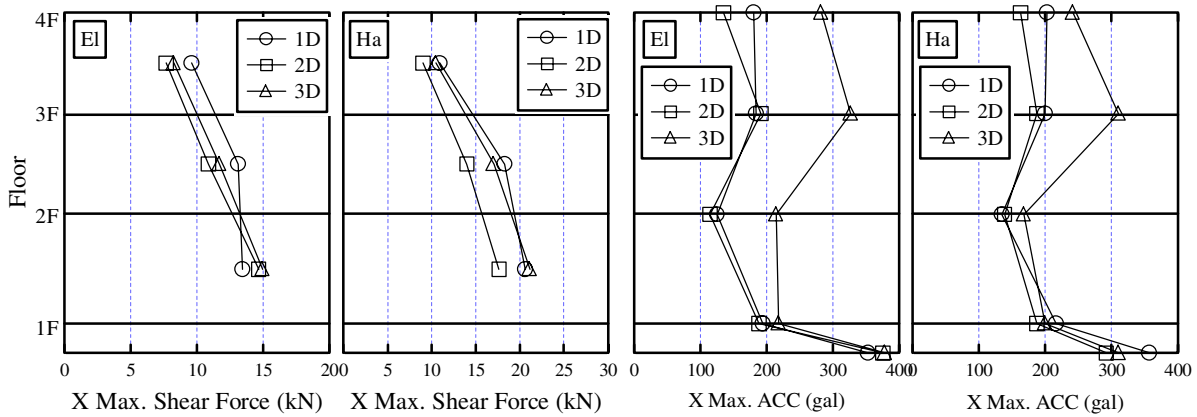 4F
3F
Floor
2F
1F
El
1D
2D
3D
0 5 10 15 20
X Max. Shear Force (kN)
Ha
1D
2D
3D
0 5 10 15 20 25 30
X Max. Shear Force (kN)
El
1D
2D
3D
0 100 200 300 400
X Max. ACC (gal)
Ha
1D
2D
3D
0 100 200 300 400
X Max. ACC (gal)